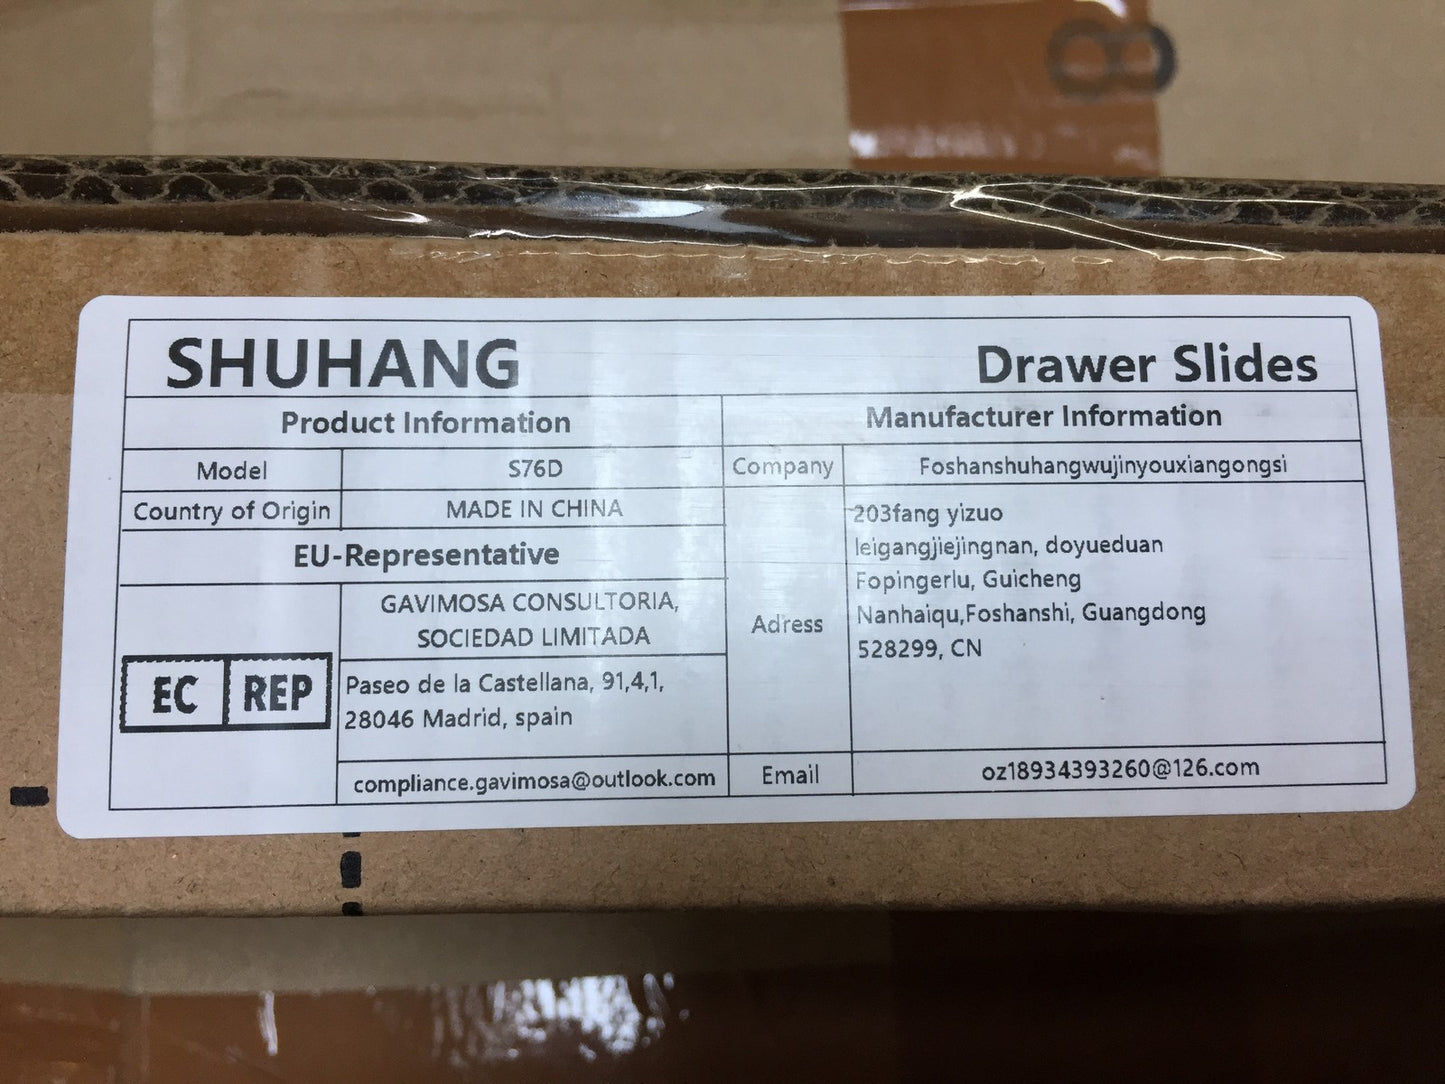 8
SHUHANG
Drawer Slides
Product Information
Manufacturer Information
Model
S76D
Company
Foshanshuhangwujinyouxiangongsi
Country of Origin
MADE IN CHINA
Adress
203fang yizuo
leigangjiejingnan, doyueduan
Fopingerlu, Guicheng
Nanhaiqu,Foshanshi, Guangdong
528299, CN
EU-Representative
EC REP
GAVIMOSA CONSULTORIA,
SOCIEDAD LIMITADA
Paseo de la Castellana, 91,4,1,
28046 Madrid, spain
compliance.gavimosa@outlook.com
Email
oz18934393260@126.com